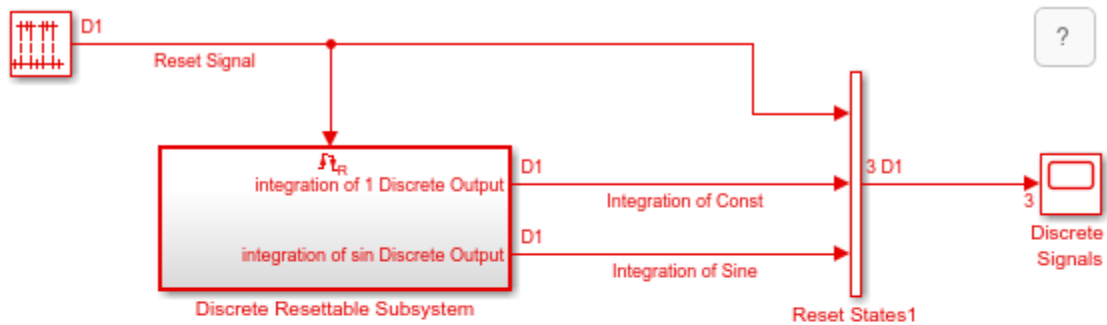 D1
Reset Signal
?
R
integration of 1 Discrete Output
D1
Integration of Const
3 D1
3
integration of sin Discrete Output
D1
Integration of Sine
Discrete
Signals
Discrete Resettable Subsystem
Reset States1